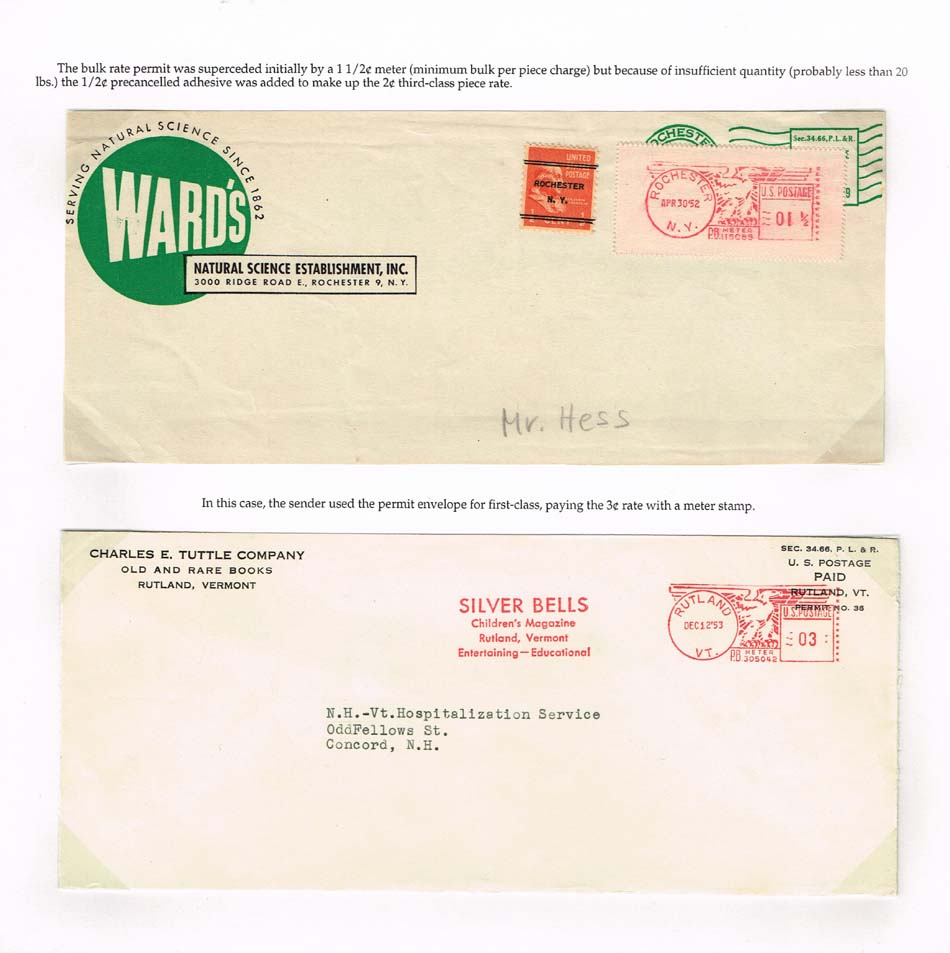 The bulk rate permit was superceded initially by a 1 1/2¢ meter (minimum bulk per piece charge) but because of insufficient quantity (probably less than 20
lbs.) the 1/2¢ precancelled adhesive was added to make up the 2¢ third-class piece rate.
SERVING NATURAL SCIENCE SINCE 1862
WARD'S
NATURAL SCIENCE ESTABLISHMENT, INC.
3000 RIDGE ROAD E., ROCHESTER 9, N. Y.
UNITED
POSTAGE
ROCHESTER
N. Y.
ROCHESTER
Sec. 34.66, P. L. & R.
ROCHESTER
APR 30 '52
N.Y.
U.S. POSTAGE
01 ½
P.B. METER
115085
Mr. Hess
In this case, the sender used the permit envelope for first-class, paying the 3¢ rate with a meter stamp.
CHARLES E. TUTTLE COMPANY
OLD AND RARE BOOKS
RUTLAND, VERMONT
SEC. 34.66, P. L. & R.
U. S. POSTAGE
PAID
RUTLAND, VT.
PERMIT NO. 36
SILVER BELLS
Children's Magazine
Rutland, Vermont
Entertaining—Educational
RUTLAND
DEC 12 '53
VT.
U.S. POSTAGE
03
P.B. METER
305042
N.H.-Vt.Hospitalization Service
OddFellows St.
Concord, N.H.